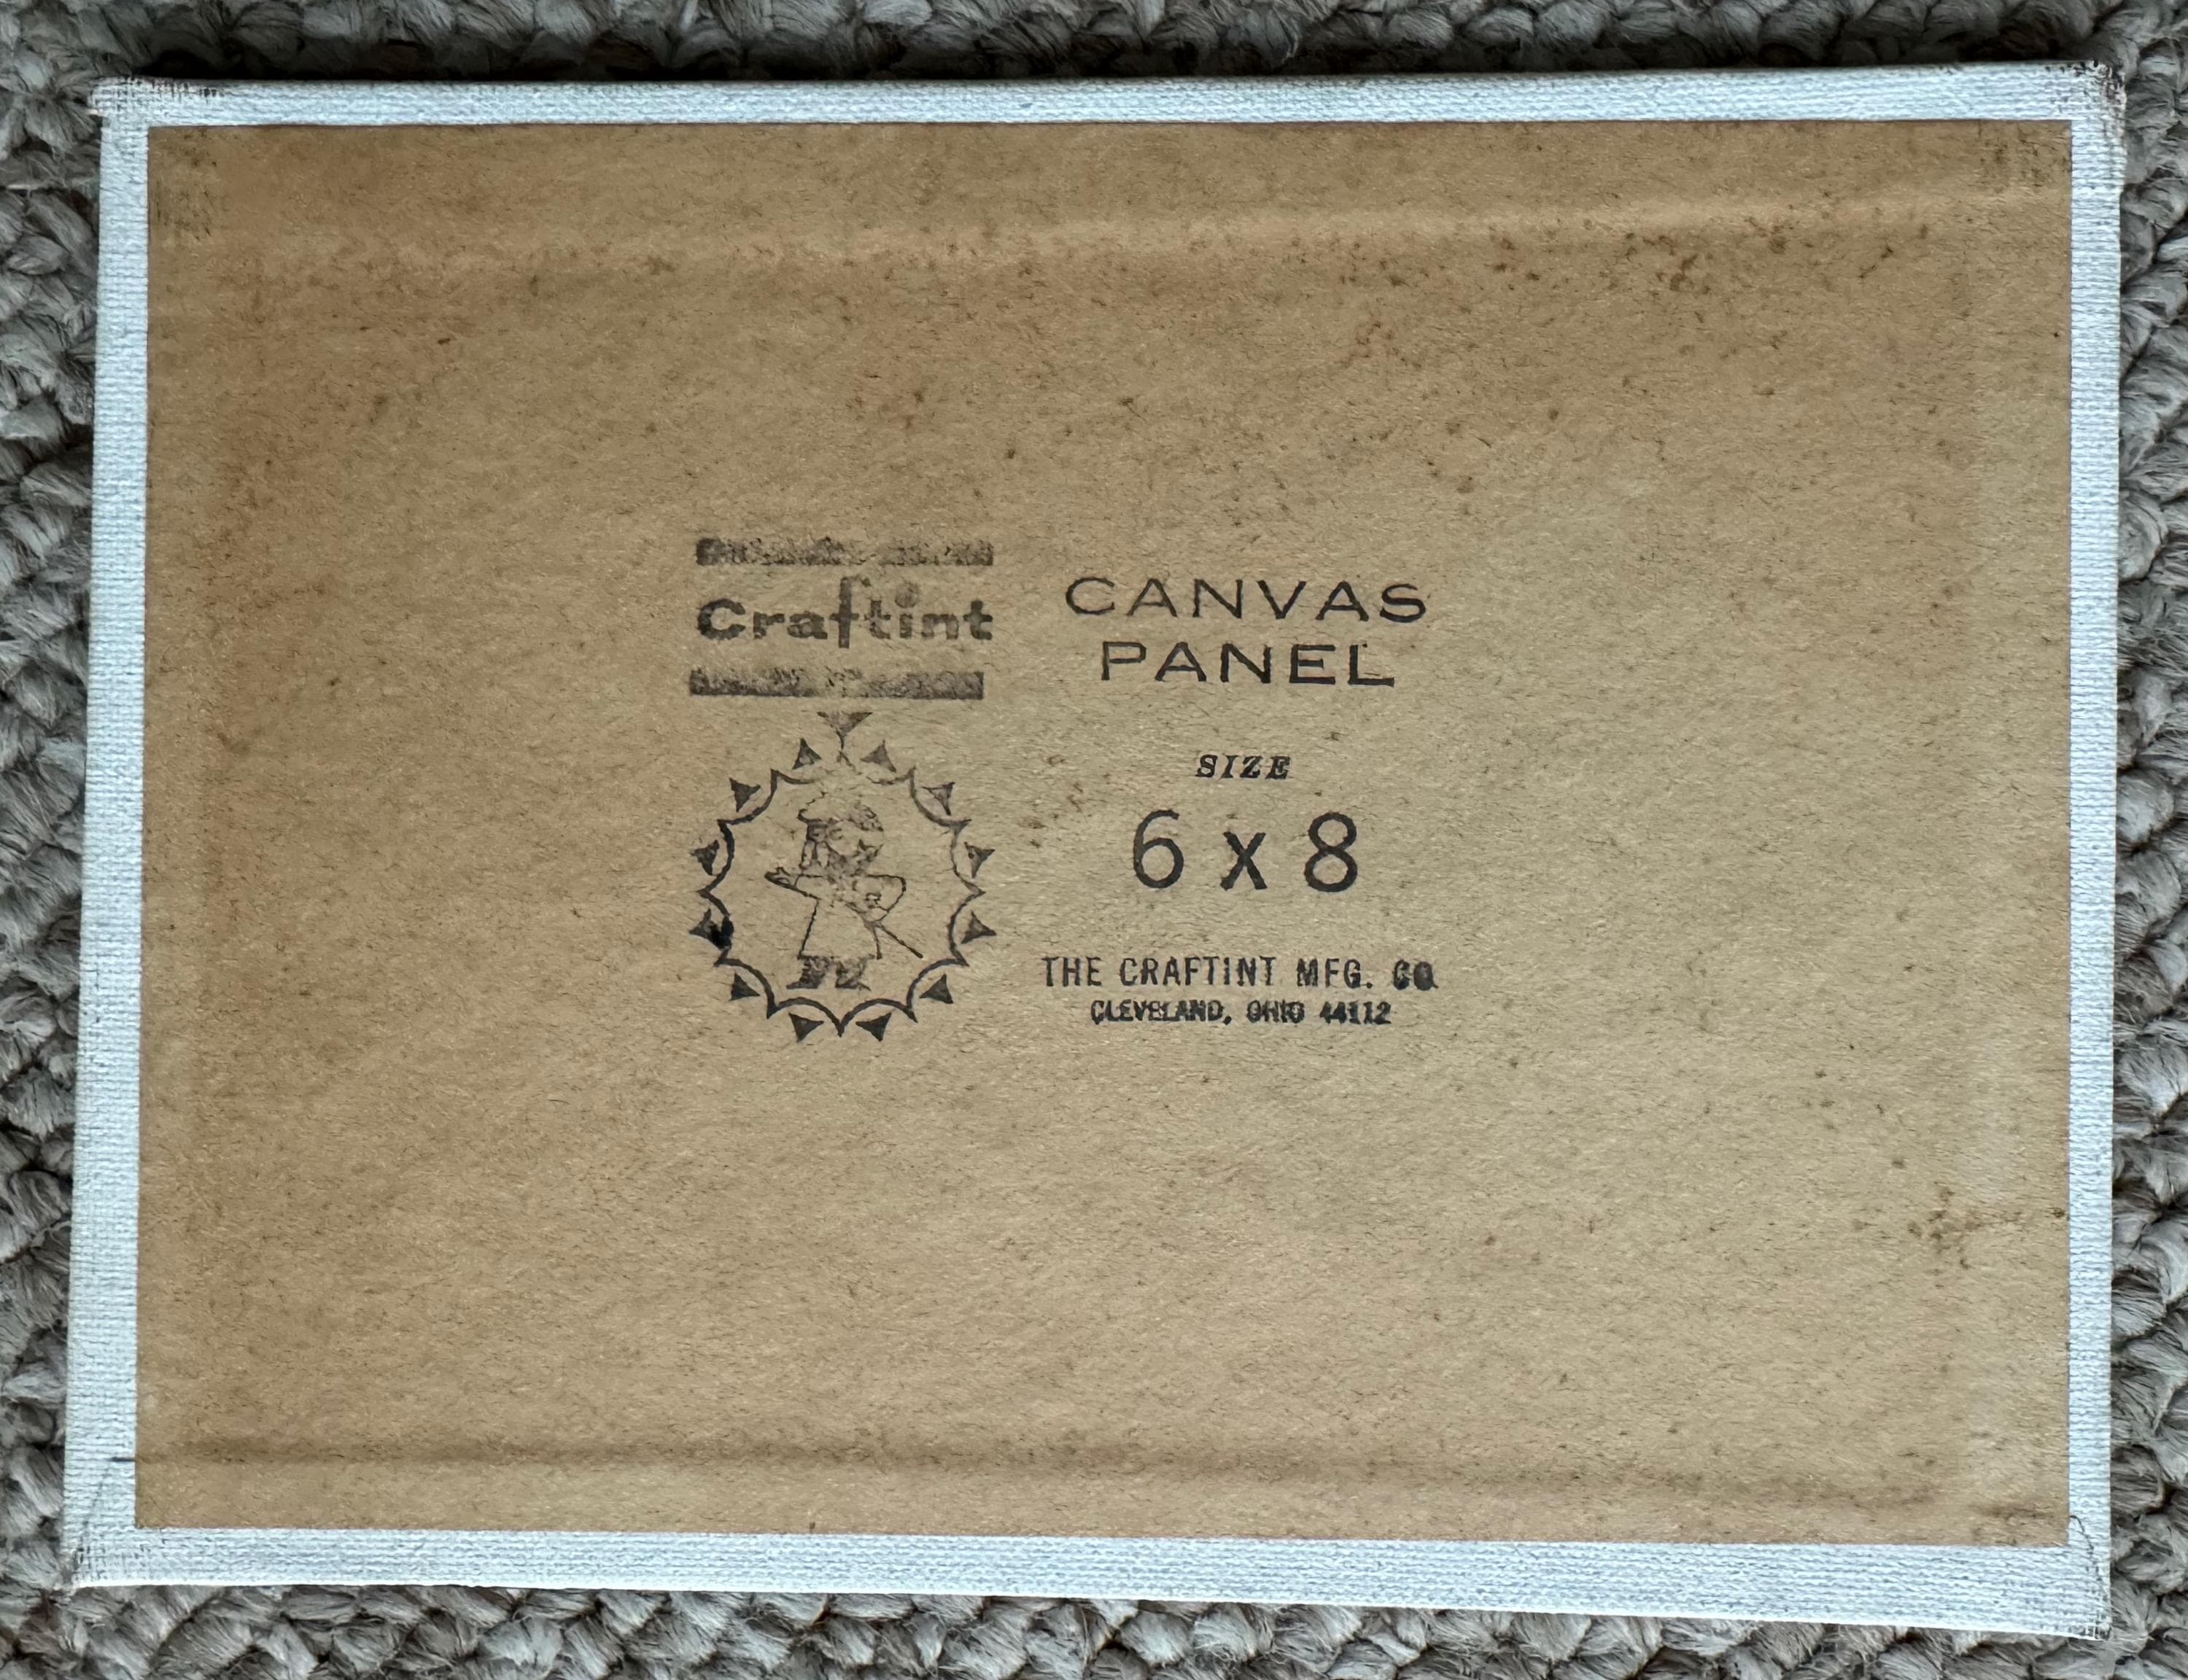 Craftint
CANVAS
PANEL
SIZE
6 x 8
THE CRAFTINT MFG. CO.
CLEVELAND, OHIO 44112